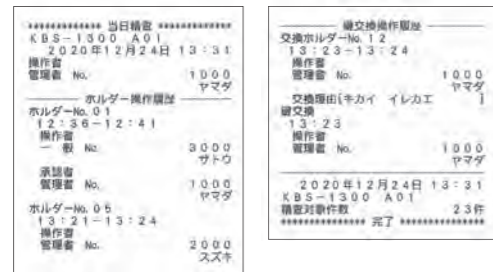 ************* 当日精査 *************
KBS-1300 A01
2020年12月24日 13:31
操作者
管理者 No. 1000
ヤマダ
ホルダー操作履歴
ホルダーNo.01
12:36-12:41
操作者
一般 No. 3000
サトウ
承認者
管理者 No. 1000
ヤマダ
ホルダーNo.05
13:21-13:24
操作者
管理者 No. 2000
スズキ
鍵交換操作履歴
交換ホルダーNo.12
13:23-13:24
操作者
管理者 No. 1000
ヤマダ
交換理由[キカイ イレカエ ]
鍵交換
13:23
操作者
管理者 No. 1000
ヤマダ
2020年12月24日 13:31
KBS-1300 A01
精査対象件数 23件
**************** 完了 ****************